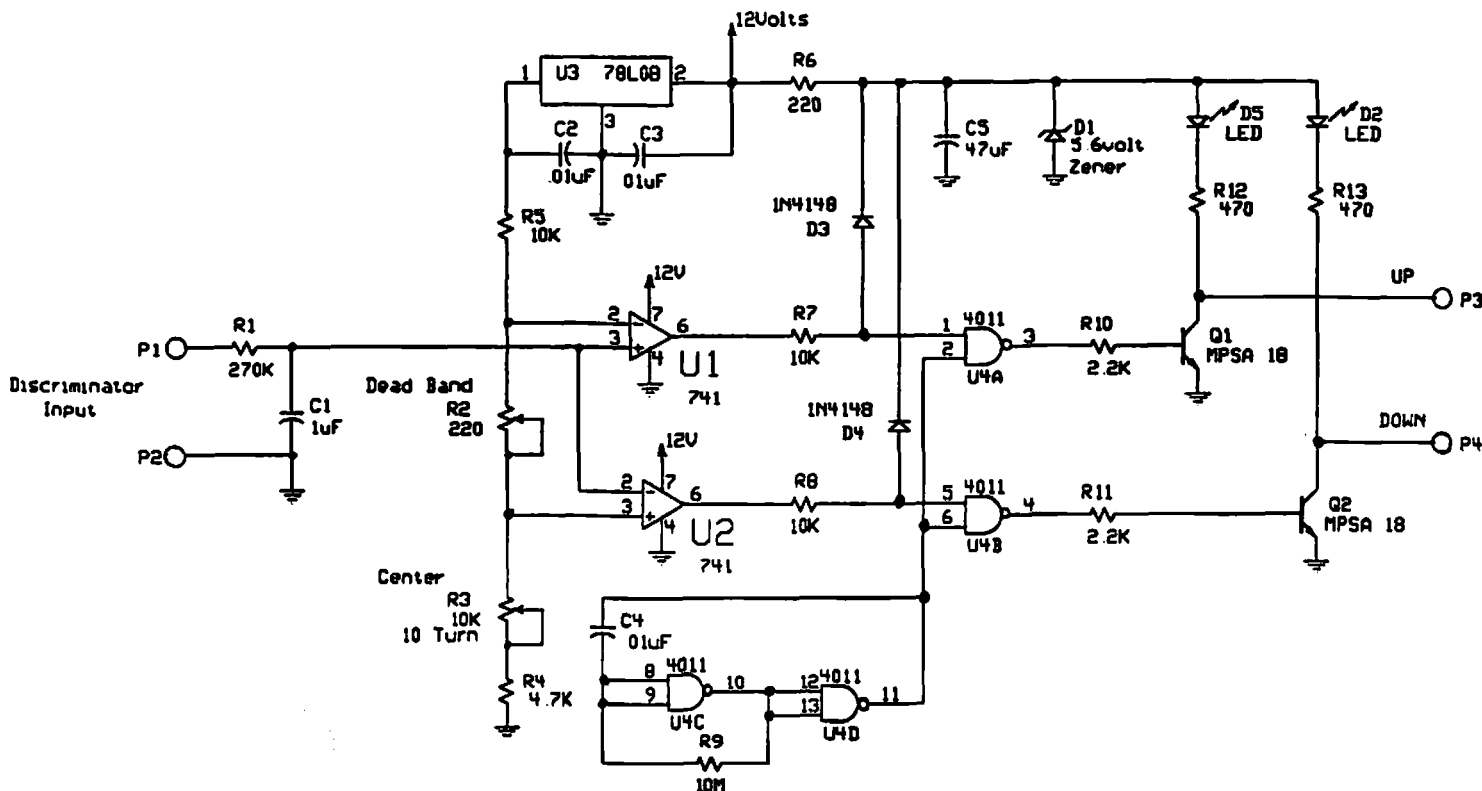 12Volts
1 U3 78L08 2
3
R6
220
C2
.01uF
C3
01uF
C5
47uF
D1
5.6volt
Zener
D5
LED
D2
LED
R12
470
R13
470
R5
10K
1N4148
D3
12V
2
3
7
6
4
U1
741
R7
10K
1
2
4011
3
U4A
R10
2.2K
Q1
MPSA 18
UP
P3
P1
R1
270K
Discriminator
Input
C1
1uF
P2
Dead Band
R2
220
1N4148
D4
12V
2
3
7
6
4
U2
741
R8
10K
5
6
4011
4
U4B
R11
2.2K
Q2
MPSA 18
DOWN
P4
Center
R3
10K
10 Turn
R4
4.7K
C4
01uF
8
9
4011
10
U4C
12
13
4011
11
U4D
R9
10M